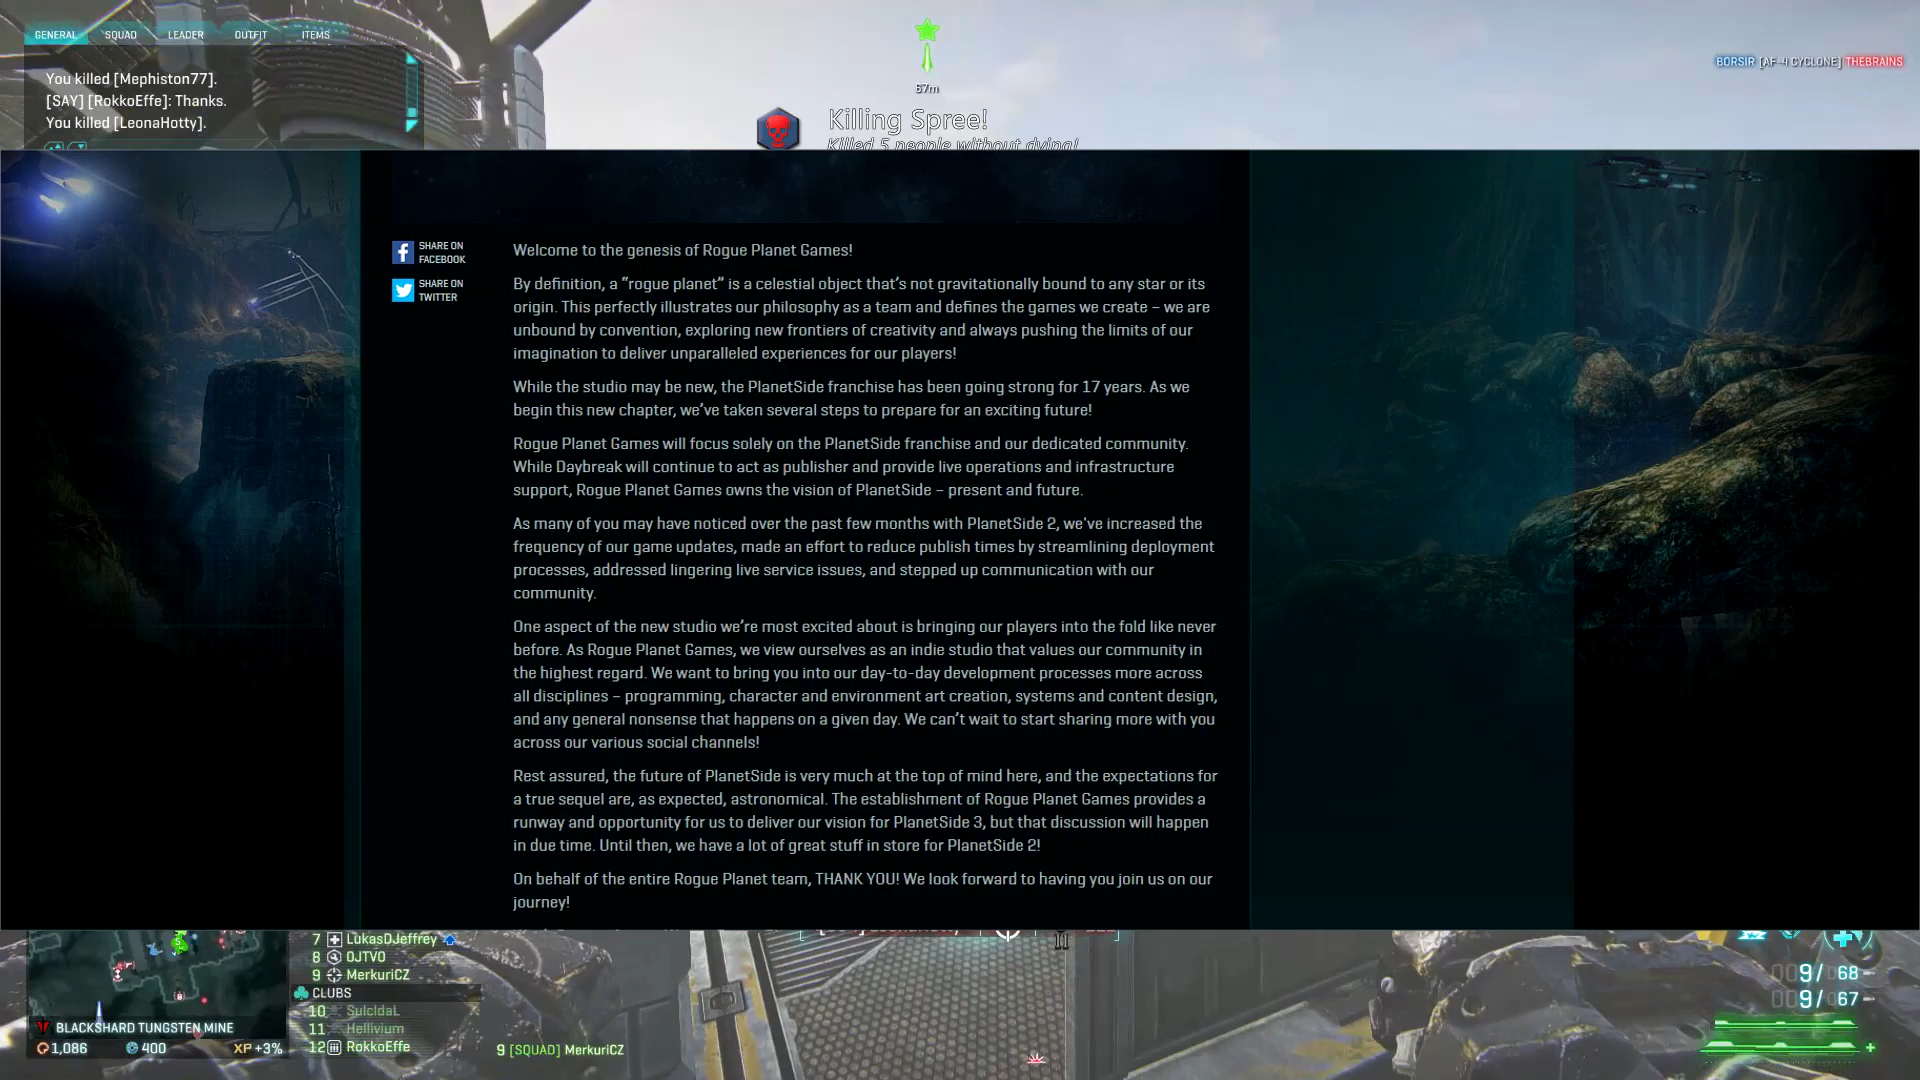 GENERAL SQUAD LEADER OUTFIT ITEMS
You killed [Mephiston77].
[SAY] [RokkoEffe]: Thanks.
You killed [LeonaHotty].
67m
Killing Spree!
Killed 5 people without dying!
BORSIR [AF-4 CYCLONE] THEBRAINS
SHARE ON
FACEBOOK
SHARE ON
TWITTER
Welcome to the genesis of Rogue Planet Games!
By definition, a “rogue planet” is a celestial object that’s not gravitationally bound to any star or its
origin. This perfectly illustrates our philosophy as a team and defines the games we create – we are
unbound by convention, exploring new frontiers of creativity and always pushing the limits of our
imagination to deliver unparalleled experiences for our players!
While the studio may be new, the PlanetSide franchise has been going strong for 17 years. As we
begin this new chapter, we’ve taken several steps to prepare for an exciting future!
Rogue Planet Games will focus solely on the PlanetSide franchise and our dedicated community.
While Daybreak will continue to act as publisher and provide live operations and infrastructure
support, Rogue Planet Games owns the vision of PlanetSide – present and future.
As many of you may have noticed over the past few months with PlanetSide 2, we've increased the
frequency of our game updates, made an effort to reduce publish times by streamlining deployment
processes, addressed lingering live service issues, and stepped up communication with our
community.
One aspect of the new studio we’re most excited about is bringing our players into the fold like never
before. As Rogue Planet Games, we view ourselves as an indie studio that values our community in
the highest regard. We want to bring you into our day-to-day development processes more across
all disciplines – programming, character and environment art creation, systems and content design,
and any general nonsense that happens on a given day. We can’t wait to start sharing more with you
across our various social channels!
Rest assured, the future of PlanetSide is very much at the top of mind here, and the expectations for
a true sequel are, as expected, astronomical. The establishment of Rogue Planet Games provides a
runway and opportunity for us to deliver our vision for PlanetSide 3, but that discussion will happen
in due time. Until then, we have a lot of great stuff in store for PlanetSide 2!
On behalf of the entire Rogue Planet team, THANK YOU! We look forward to having you join us on our
journey!
7 LukasDJeffrey
8 OJTVO
9 MerkuriCZ
CLUBS
10 SuicidaL
11 Hellivium
12 RokkoEffe
BLACKSHARD TUNGSTEN MINE
1,086 400 XP +3%
9 [SQUAD] MerkuriCZ
009/068
009/067